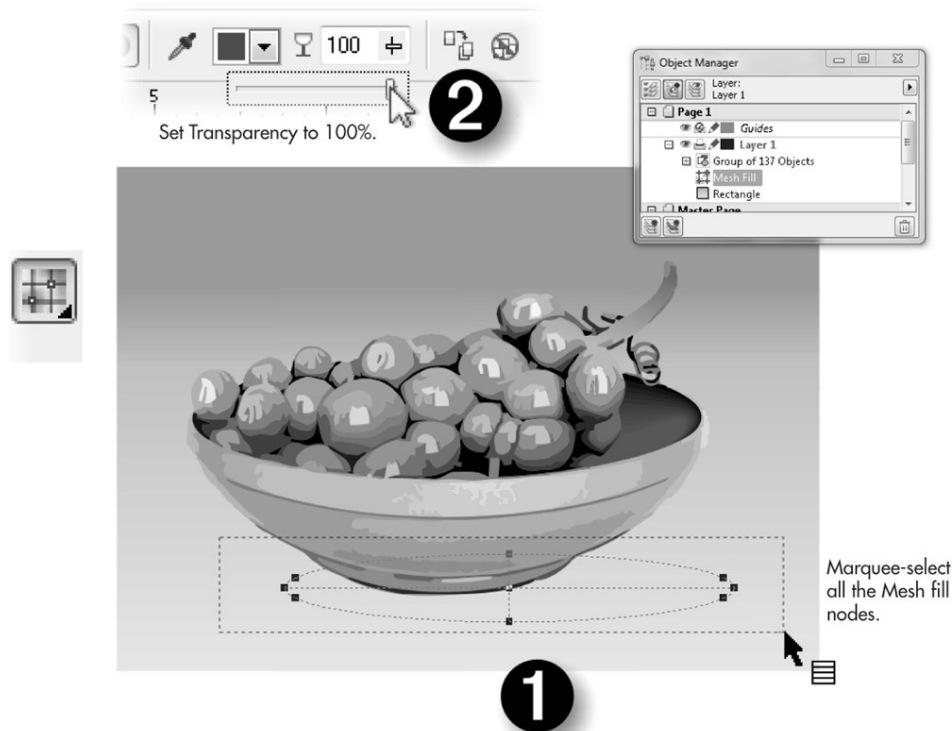 100
5
Set Transparency to 100%.
2
Object Manager
Layer:
Layer 1
Page 1
Guides
Layer 1
Group of 137 Objects
Mesh Fill
Rectangle
Master Page
Marquee-select
all the Mesh fill
nodes.
1